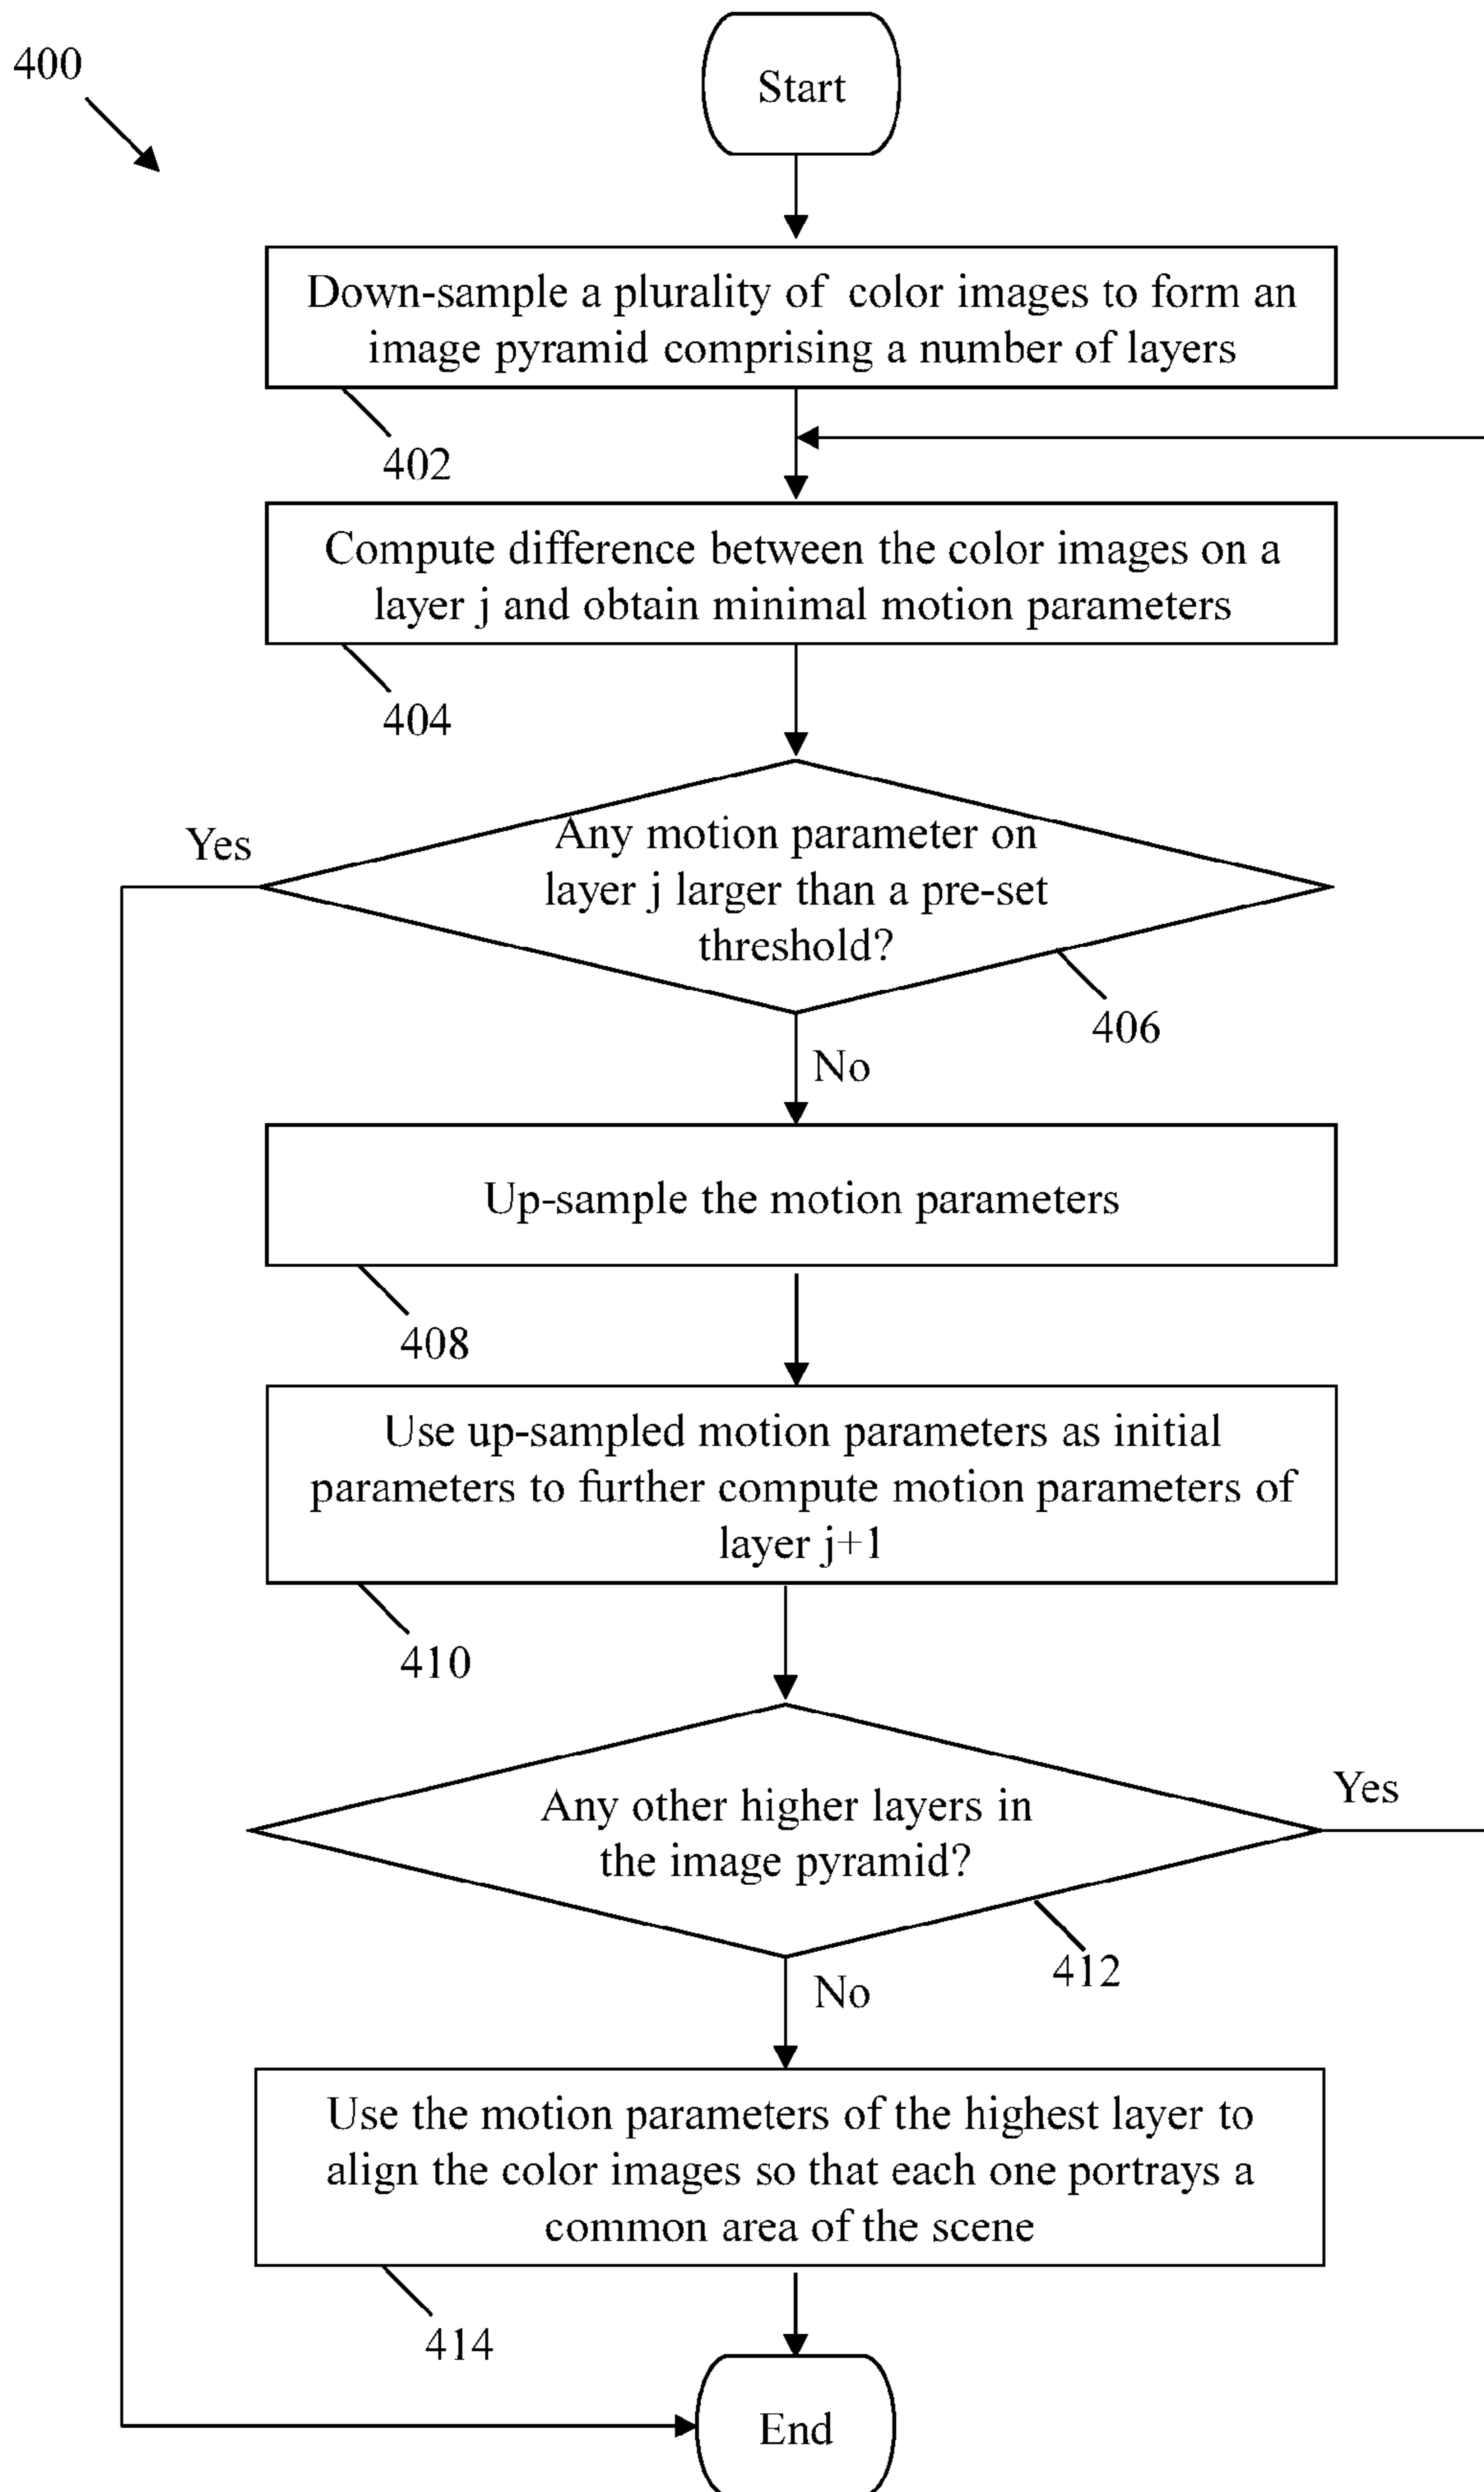 400
Start
Down-sample a plurality of color images to form an
image pyramid comprising a number of layers
402
Compute difference between the color images on a
layer j and obtain minimal motion parameters
404
Yes
Any motion parameter on
layer j larger than a pre-set
threshold?
406
No
Up-sample the motion parameters
408
Use up-sampled motion parameters as initial
parameters to further compute motion parameters of
layer j+1
410
Yes
Any other higher layers in
the image pyramid?
412
No
Use the motion parameters of the highest layer to
align the color images so that each one portrays a
common area of the scene
414
End